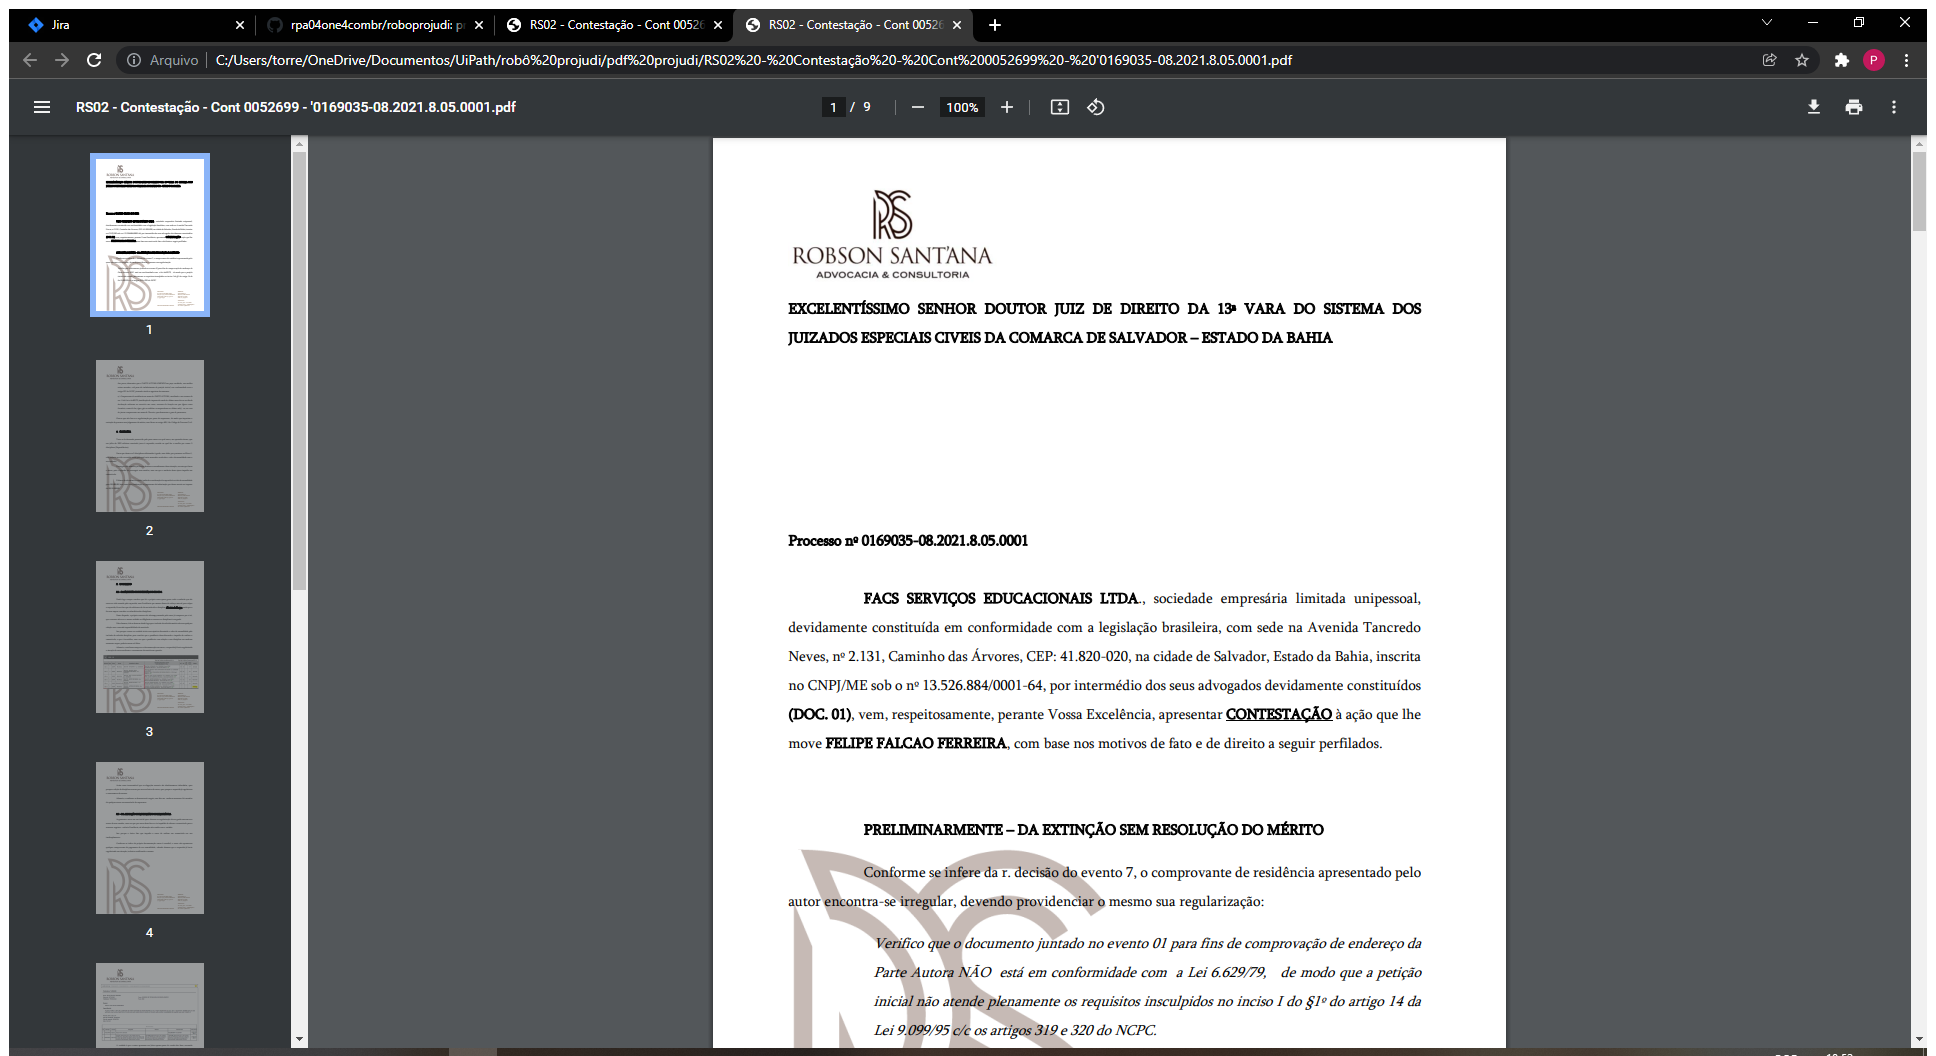 Jira
rpa04one4combr/roboprojudi: p
RS02 - Contestação - Cont 0052
RS02 - Contestação - Cont 0052
Arquivo
C:/Users/torre/OneDrive/Documentos/UiPath/robô%20projudi/pdf%20projudi/RS02%20-%20Contestação%20-%20Cont%200052699%20-%20'0169035-08.2021.8.05.0001.pdf
P
RS02 - Contestação - Cont 0052699 - '0169035-08.2021.8.05.0001.pdf
1 / 9
100%
1
2
3
4
RS
ROBSON SANT'ANA
ADVOCACIA & CONSULTORIA
EXCELENTÍSSIMO SENHOR DOUTOR JUIZ DE DIREITO DA 13ª VARA DO SISTEMA DOS
JUIZADOS ESPECIAIS CIVEIS DA COMARCA DE SALVADOR – ESTADO DA BAHIA
Processo nº 0169035-08.2021.8.05.0001
FACS SERVIÇOS EDUCACIONAIS LTDA., sociedade empresária limitada unipessoal,
devidamente constituída em conformidade com a legislação brasileira, com sede na Avenida Tancredo
Neves, nº 2.131, Caminho das Árvores, CEP: 41.820-020, na cidade de Salvador, Estado da Bahia, inscrita
no CNPJ/ME sob o nº 13.526.884/0001-64, por intermédio dos seus advogados devidamente constituídos
(DOC. 01), vem, respeitosamente, perante Vossa Excelência, apresentar CONTESTAÇÃO à ação que lhe
move FELIPE FALCAO FERREIRA, com base nos motivos de fato e de direito a seguir perfilados.
PRELIMINARMENTE – DA EXTINÇÃO SEM RESOLUÇÃO DO MÉRITO
Conforme se infere da r. decisão do evento 7, o comprovante de residência apresentado pelo
autor encontra-se irregular, devendo providenciar o mesmo sua regularização:
Verifico que o documento juntado no evento 01 para fins de comprovação de endereço da
Parte Autora NÃO está em conformidade com a Lei 6.629/79, de modo que a petição
inicial não atende plenamente os requisitos insculpidos no inciso I do §1º do artigo 14 da
Lei 9.099/95 c/c os artigos 319 e 320 do NCPC.